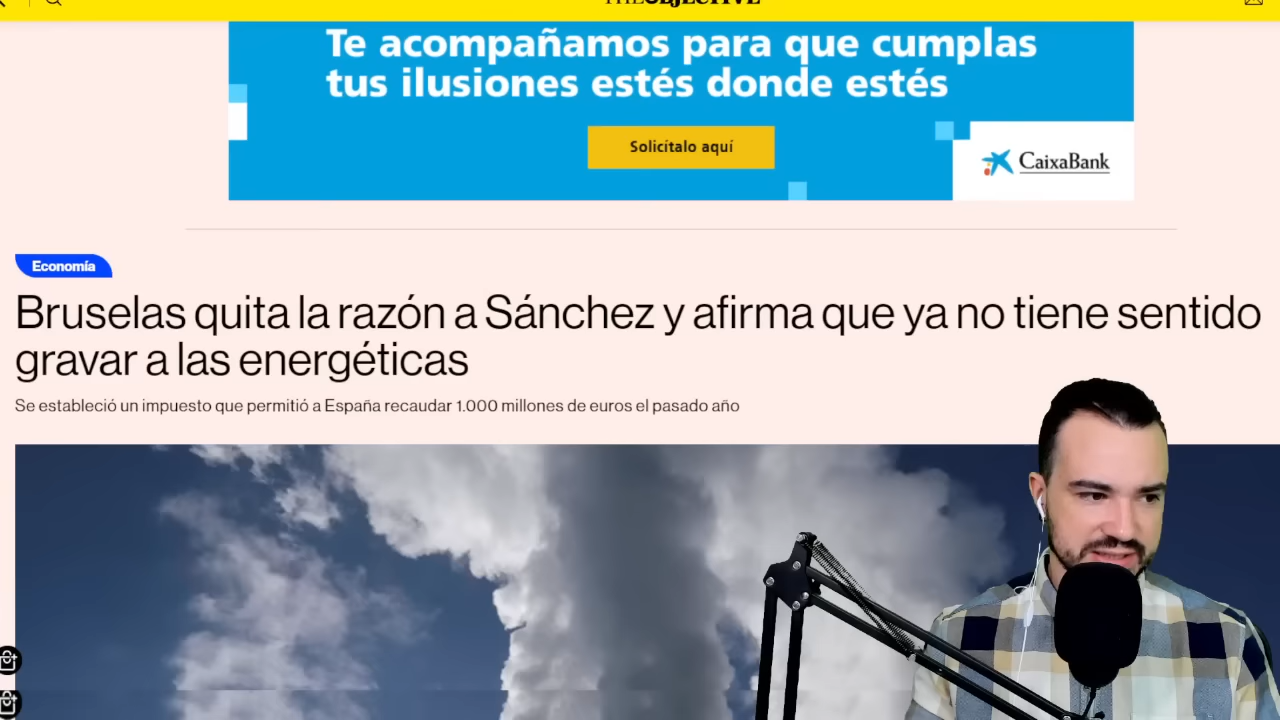 THE OBJECTIVE
Te acompañamos para que cumplas
tus ilusiones estés donde estés
Solicítalo aquí
CaixaBank
Economía
Bruselas quita la razón a Sánchez y afirma que ya no tiene sentido
gravar a las energéticas
Se estableció un impuesto que permitió a España recaudar 1.000 millones de euros el pasado año